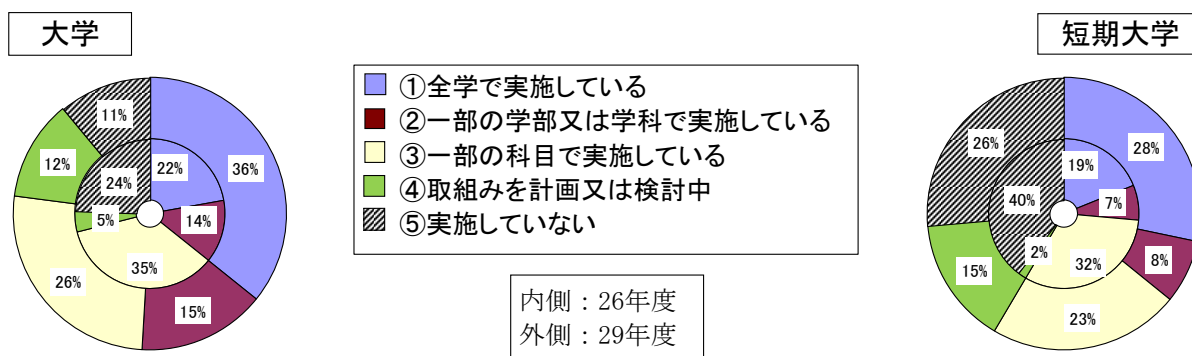 大学
11%
36%
12%
24%
22%
5%
14%
35%
26%
15%
①全学で実施している
②一部の学部又は学科で実施している
③一部の科目で実施している
④取組みを計画又は検討中
⑤実施していない
内側：26年度
外側：29年度
短期大学
26%
28%
19%
40%
7%
2%
32%
15%
8%
23%